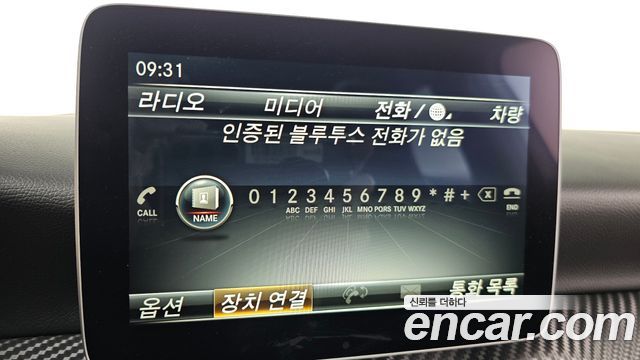 09:31
라디오 미디어 전화 / 차량
인증된 블루투스 전화가 없음
CALL NAME 0 1 2 3 4 5 6 7 8 9 * # + END
ABC DEF GHI JKL MNO PQRS TUV WXYZ
옵션 장치 연결 통화 목록
신뢰를 더하다
encar.com